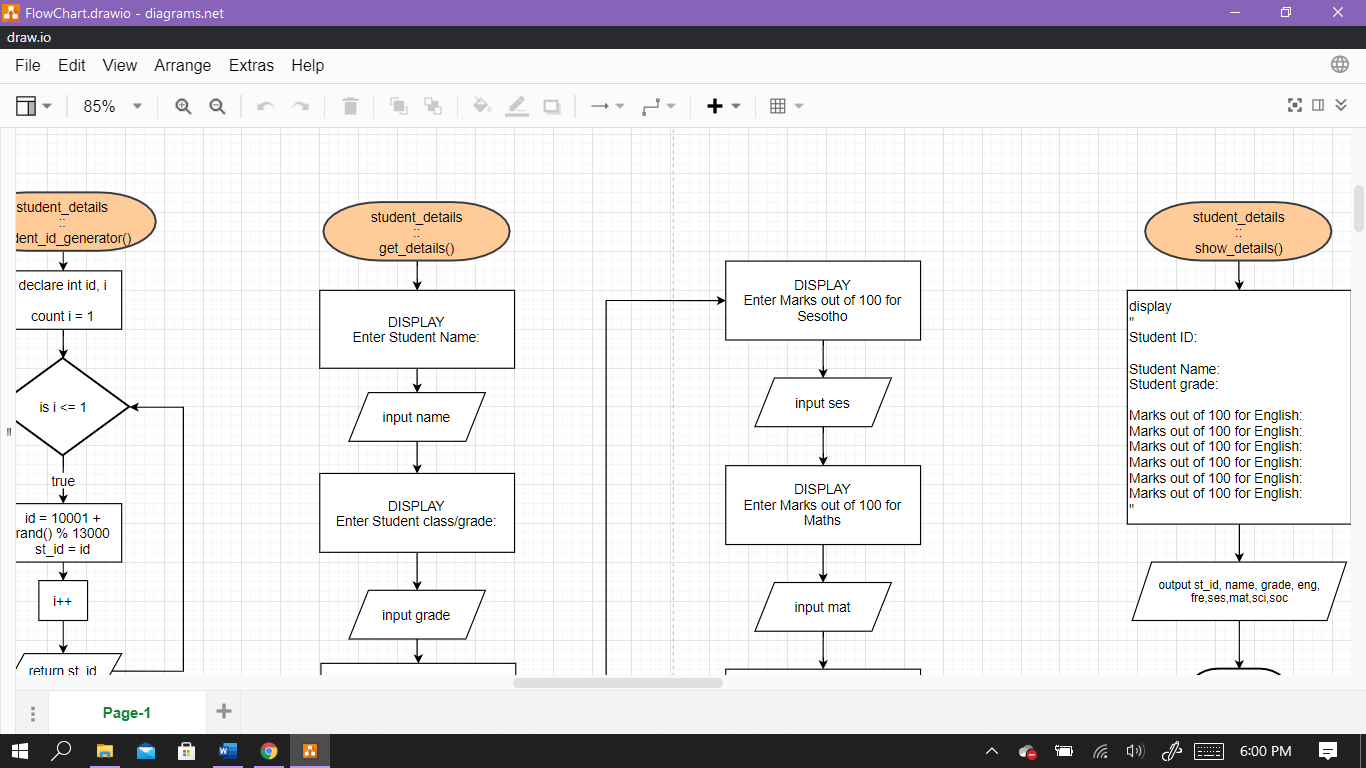 FlowChart.drawio - diagrams.net
draw.io
File Edit View Arrange Extras Help
85%
student_details
::
dent_id_generator()
declare int id, i
count i = 1
is i <= 1
true
id = 10001 +
rand() % 13000
st_id = id
i++
return st_id
student_details
::
get_details()
DISPLAY
Enter Student Name:
input name
DISPLAY
Enter Student class/grade:
input grade
DISPLAY
Enter Marks out of 100 for
Sesotho
input ses
DISPLAY
Enter Marks out of 100 for
Maths
input mat
student_details
::
show_details()
display
"
Student ID:
Student Name:
Student grade:
Marks out of 100 for English:
Marks out of 100 for English:
Marks out of 100 for English:
Marks out of 100 for English:
Marks out of 100 for English:
Marks out of 100 for English:
"
output st_id, name, grade, eng,
fre,ses,mat,sci,soc
Page-1
6:00 PM